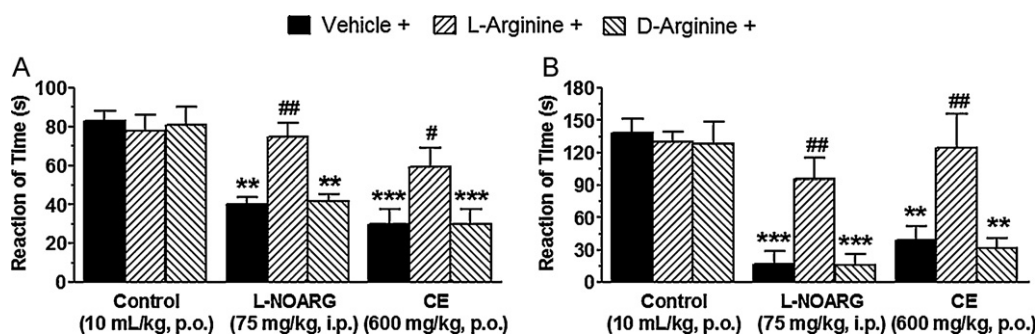 Vehicle + L-Arginine + D-Arginine +
A
Reaction of Time (s)
100
80
60
40
20
0
** ## ** *** # ***
Control L-NOARG CE
(10 mL/kg, p.o.) (75 mg/kg, i.p.) (600 mg/kg, p.o.)
B
Reaction of Time (s)
180
150
120
90
60
30
0
*** ## *** ** ## **
Control L-NOARG CE
(10 mL/kg, p.o.) (75 mg/kg, i.p.) (600 mg/kg, p.o.)